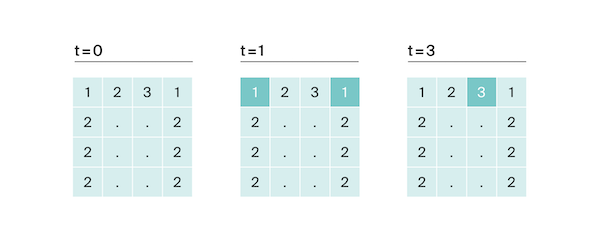 t=0
1 2 3 1
2 . . 2
2 . . 2
2 . . 2
t=1
1 2 3 1
2 . . 2
2 . . 2
2 . . 2
t=3
1 2 3 1
2 . . 2
2 . . 2
2 . . 2